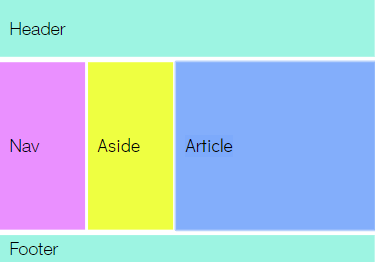 Header
Nav
Aside
Article
Footer